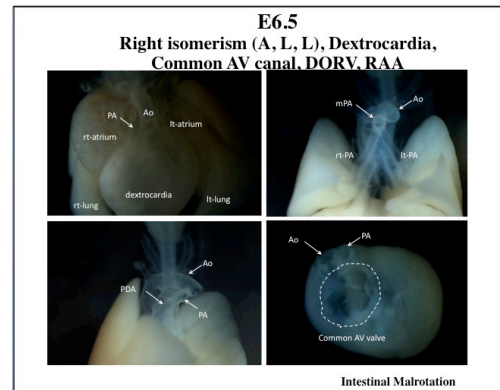 E6.5
Right isomerism (A, L, L), Dextrocardia,
Common AV canal, DORV, RAA
PA
Ao
rt-atrium
lt-atrium
dextrocardia
rt-lung
lt-lung
mPA
Ao
rt-PA
lt-PA
Ao
PDA
PA
Ao
PA
Common AV valve
Intestinal Malrotation